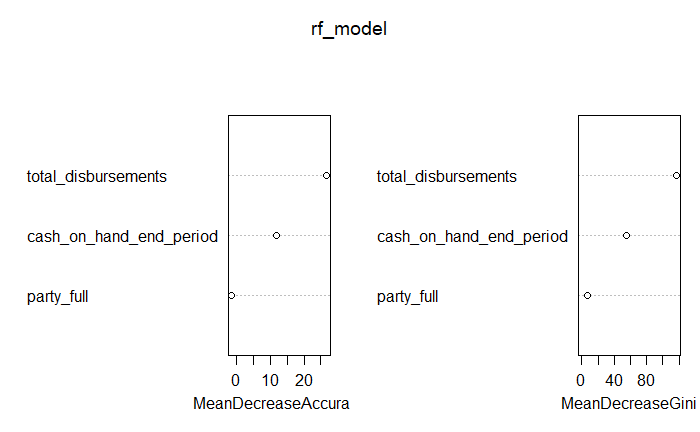 rf_model
total_disbursements
cash_on_hand_end_period
party_full
0 10 20
MeanDecreaseAccura
total_disbursements
cash_on_hand_end_period
party_full
0 40 80
MeanDecreaseGini